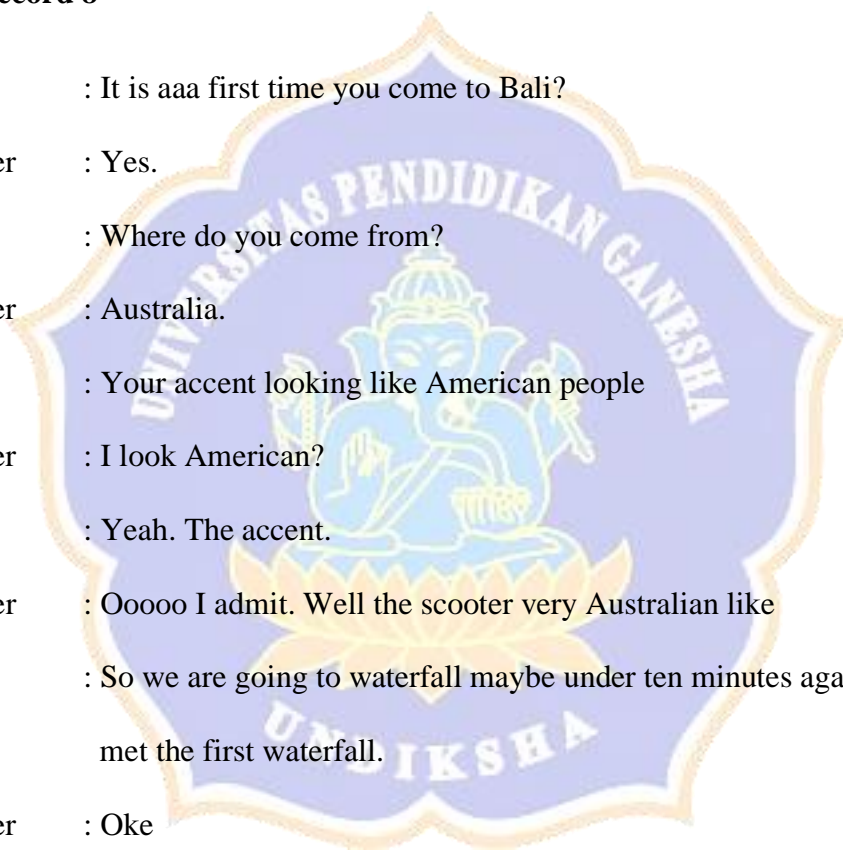 : It is aaa first time you come to Bali?
er : Yes.
: Where do you come from?
er : Australia.
: Your accent looking like American people
er : I look American?
: Yeah. The accent.
er : Ooooo I admit. Well the scooter very Australian like
: So we are going to waterfall maybe under ten minutes aga
met the first waterfall.
er : Oke
UNIVERSITAS PENDIDIKAN GANESHA
UNDIKSHA